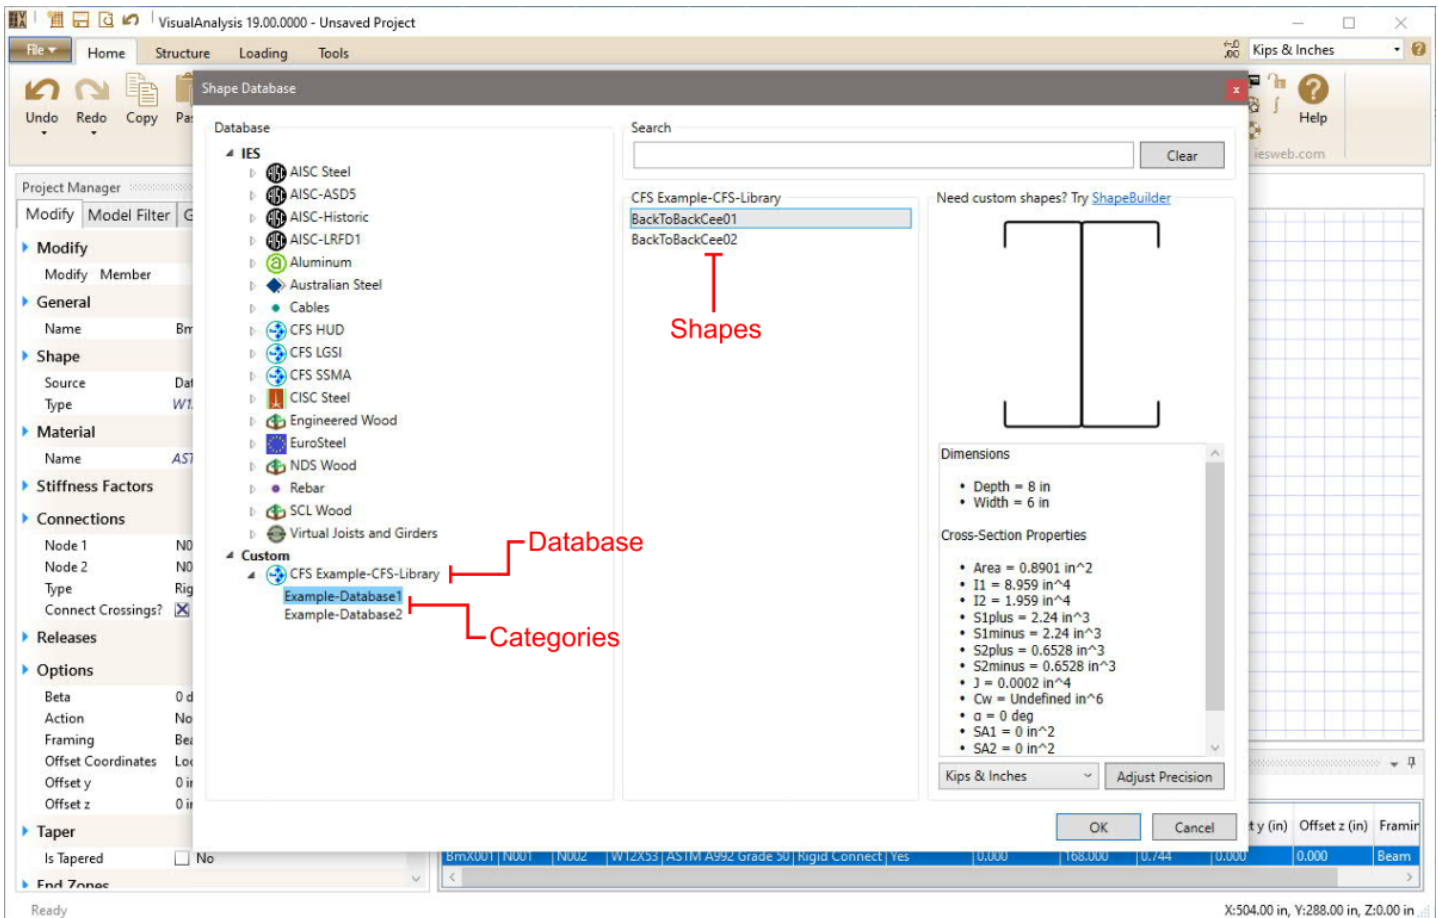 VisualAnalysis 19.00.0000 - Unsaved Project
File Home Structure Loading Tools
Kips & Inches
Undo Redo Copy
Help
iesweb.com
Project Manager
Modify Model Filter
Modify
Modify Member
General
Name
Shape
Source
Type
Material
Name
Stiffness Factors
Connections
Node 1
Node 2
Type
Connect Crossings?
Releases
Options
Beta 0
Action
Framing
Offset Coordinates
Offset y 0
Offset z 0
Taper
Is Tapered No
End Zones
Shape Database
Database
IES
AISC Steel
AISC-ASD5
AISC-Historic
AISC-LRFD1
Aluminum
Australian Steel
Cables
CFS HUD
CFS LGSI
CFS SSMA
CISC Steel
Engineered Wood
EuroSteel
NDS Wood
Rebar
SCL Wood
Virtual Joists and Girders
Custom
CFS Example-CFS-Library
Example-Database1
Example-Database2
Database
Categories
Search
Clear
CFS Example-CFS-Library
BackToBackCee01
BackToBackCee02
Shapes
Need custom shapes? Try ShapeBuilder
Dimensions
• Depth = 8 in
• Width = 6 in
Cross-Section Properties
• Area = 0.8901 in^2
• I1 = 8.959 in^4
• I2 = 1.959 in^4
• S1plus = 2.24 in^3
• S1minus = 2.24 in^3
• S2plus = 0.6528 in^3
• S2minus = 0.6528 in^3
• J = 0.0002 in^4
• Cw = Undefined in^6
• α = 0 deg
• SA1 = 0 in^2
• SA2 = 0 in^2
Kips & Inches Adjust Precision
OK Cancel
y (in) Offset z (in)
BmX001 N001 N002 W12X53 ASTM A992 Grade 50 Rigid Connect Yes 0.000 168.000 0.744 0.000 0.000 Beam
Ready
X:504.00 in, Y:288.00 in, Z:0.00 in